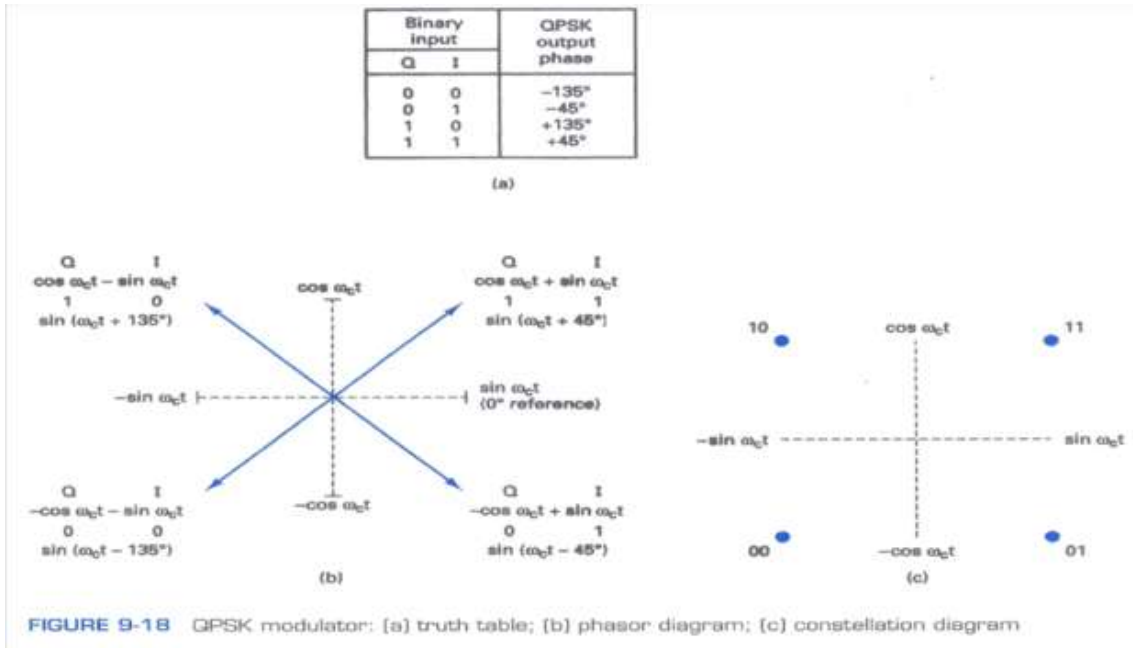 Binary input
QPSK output phase
Q I
0 0 −135°
0 1 −45°
1 0 +135°
1 1 +45°
(a)
Q I
cos ωct − sin ωct
1 0
sin (ωct + 135°)
cos ωct
Q I
cos ωct + sin ωct
1 1
sin (ωct + 45°)
−sin ωct
sin ωct
(0° reference)
Q I
−cos ωct − sin ωct
0 0
sin (ωct − 135°)
−cos ωct
Q I
−cos ωct + sin ωct
0 1
sin (ωct − 45°)
(b)
10
cos ωct
11
−sin ωct
sin ωct
00
−cos ωct
01
(c)
FIGURE 9-18 QPSK modulator: (a) truth table; (b) phasor diagram; (c) constellation diagram